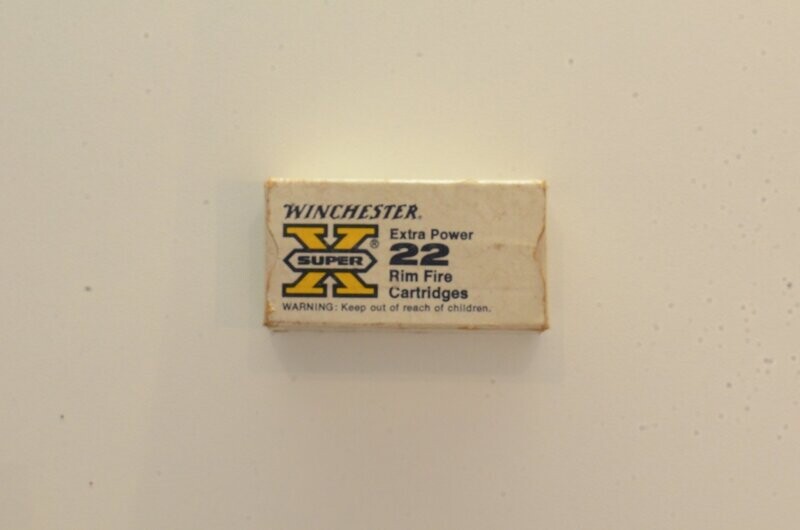 WINCHESTER®
X SUPER®
Extra Power
22
Rim Fire
Cartridges
WARNING: Keep out of reach of children.